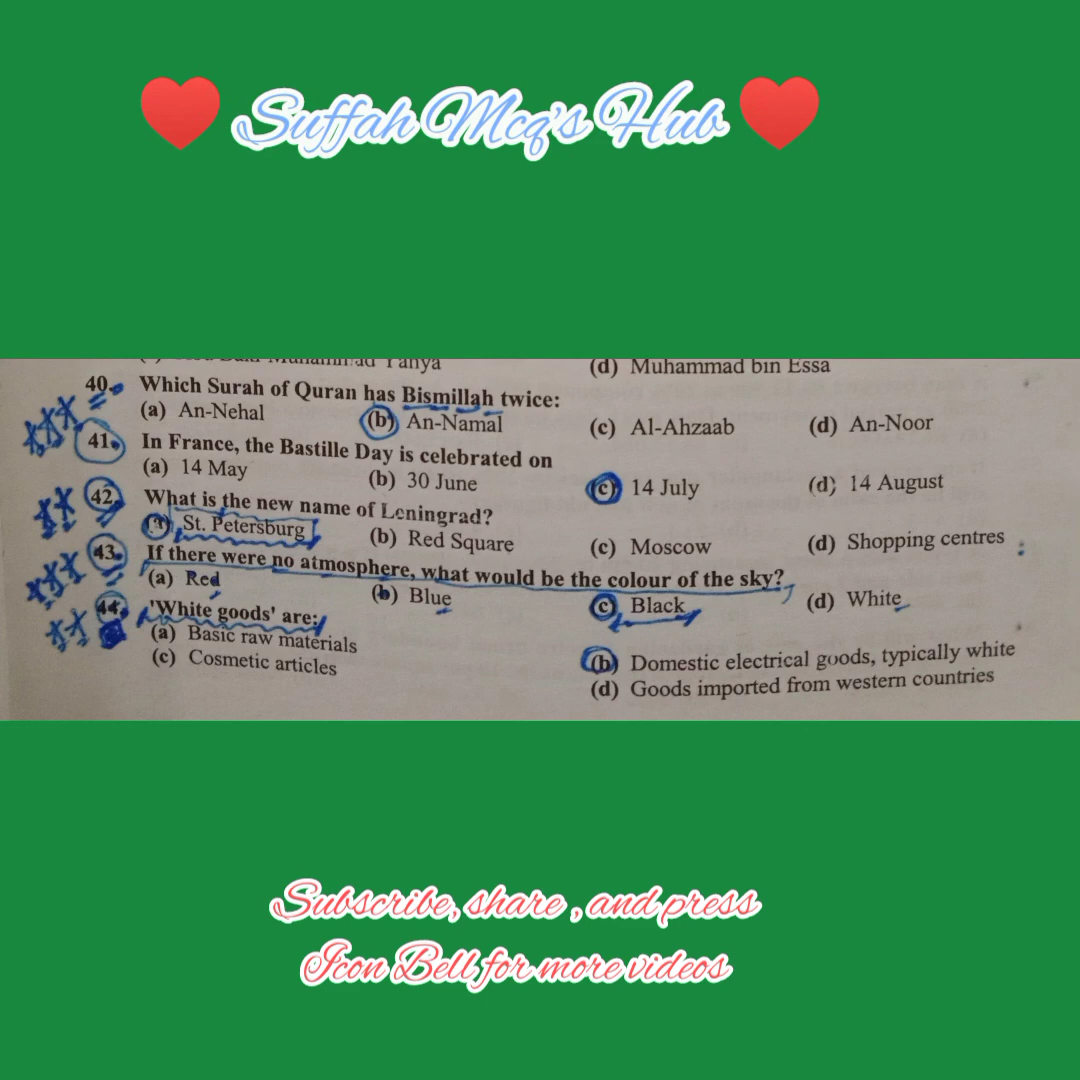 Suffah Mcq's Hub
Muhammad Yahya
(d) Muhammad bin Essa
40. Which Surah of Quran has Bismillah twice:
(a) An-Nehal (b) An-Namal (c) Al-Ahzaab (d) An-Noor
41. In France, the Bastille Day is celebrated on
(a) 14 May (b) 30 June (c) 14 July (d) 14 August
42. What is the new name of Leningrad?
(a) St. Petersburg (b) Red Square (c) Moscow (d) Shopping centres
43. If there were no atmosphere, what would be the colour of the sky?
(a) Red (b) Blue (c) Black (d) White
44. 'White goods' are:
(a) Basic raw materials (b) Domestic electrical goods, typically white
(c) Cosmetic articles (d) Goods imported from western countries
Subscribe, share , and press
Icon Bell for more videos